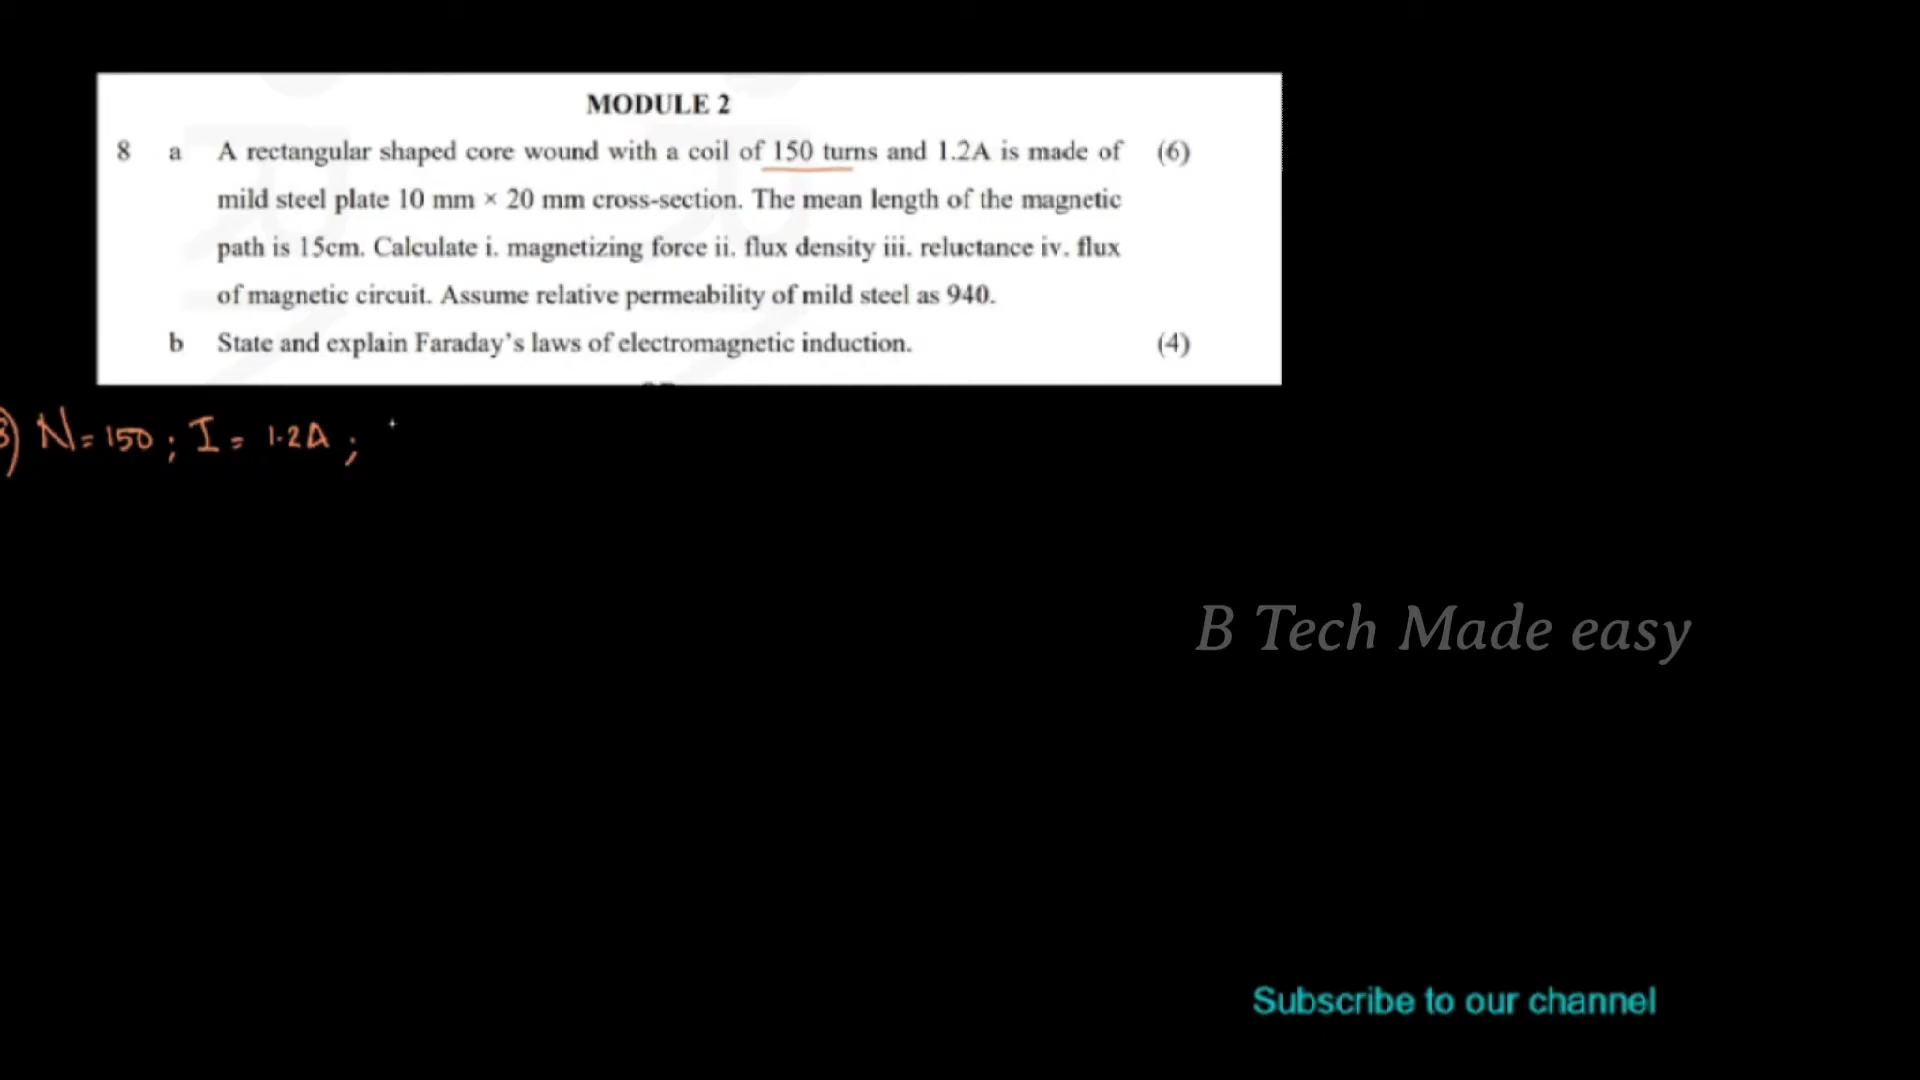 MODULE 2
8 a A rectangular shaped core wound with a coil of 150 turns and 1.2A is made of (6)
mild steel plate 10 mm × 20 mm cross-section. The mean length of the magnetic
path is 15cm. Calculate i. magnetizing force ii. flux density iii. reluctance iv. flux
of magnetic circuit. Assume relative permeability of mild steel as 940.
b State and explain Faraday's laws of electromagnetic induction. (4)
8) N = 150 ; I = 1.2A ;
B Tech Made easy
Subscribe to our channel